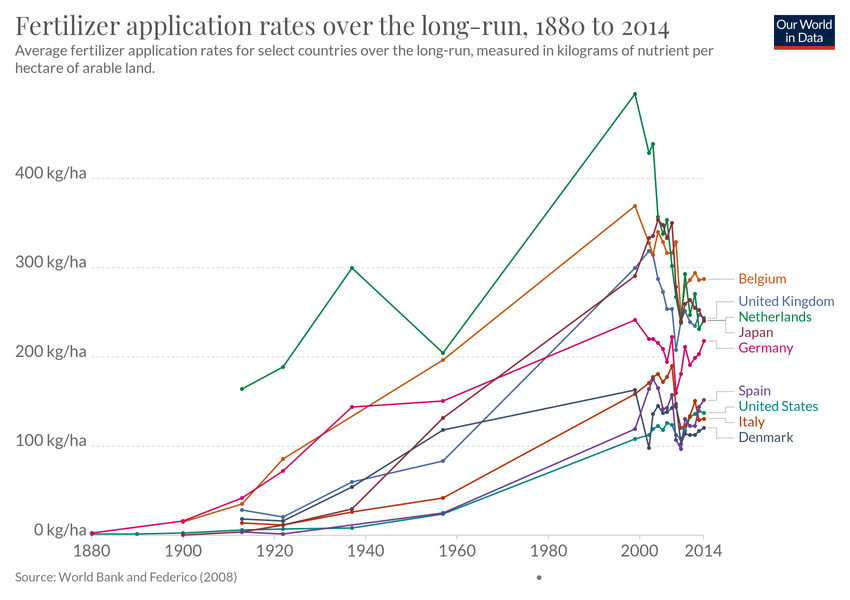 Fertilizer application rates over the long-run, 1880 to 2014
Our World
in Data
Average fertilizer application rates for select countries over the long-run, measured in kilograms of nutrient per
hectare of arable land.
400 kg/ha
300 kg/ha
200 kg/ha
100 kg/ha
0 kg/ha
Belgium
United Kingdom
Netherlands
Japan
Germany
Spain
United States
Italy
Denmark
1880 1900 1920 1940 1960 1980 2000 2014
Source: World Bank and Federico (2008)